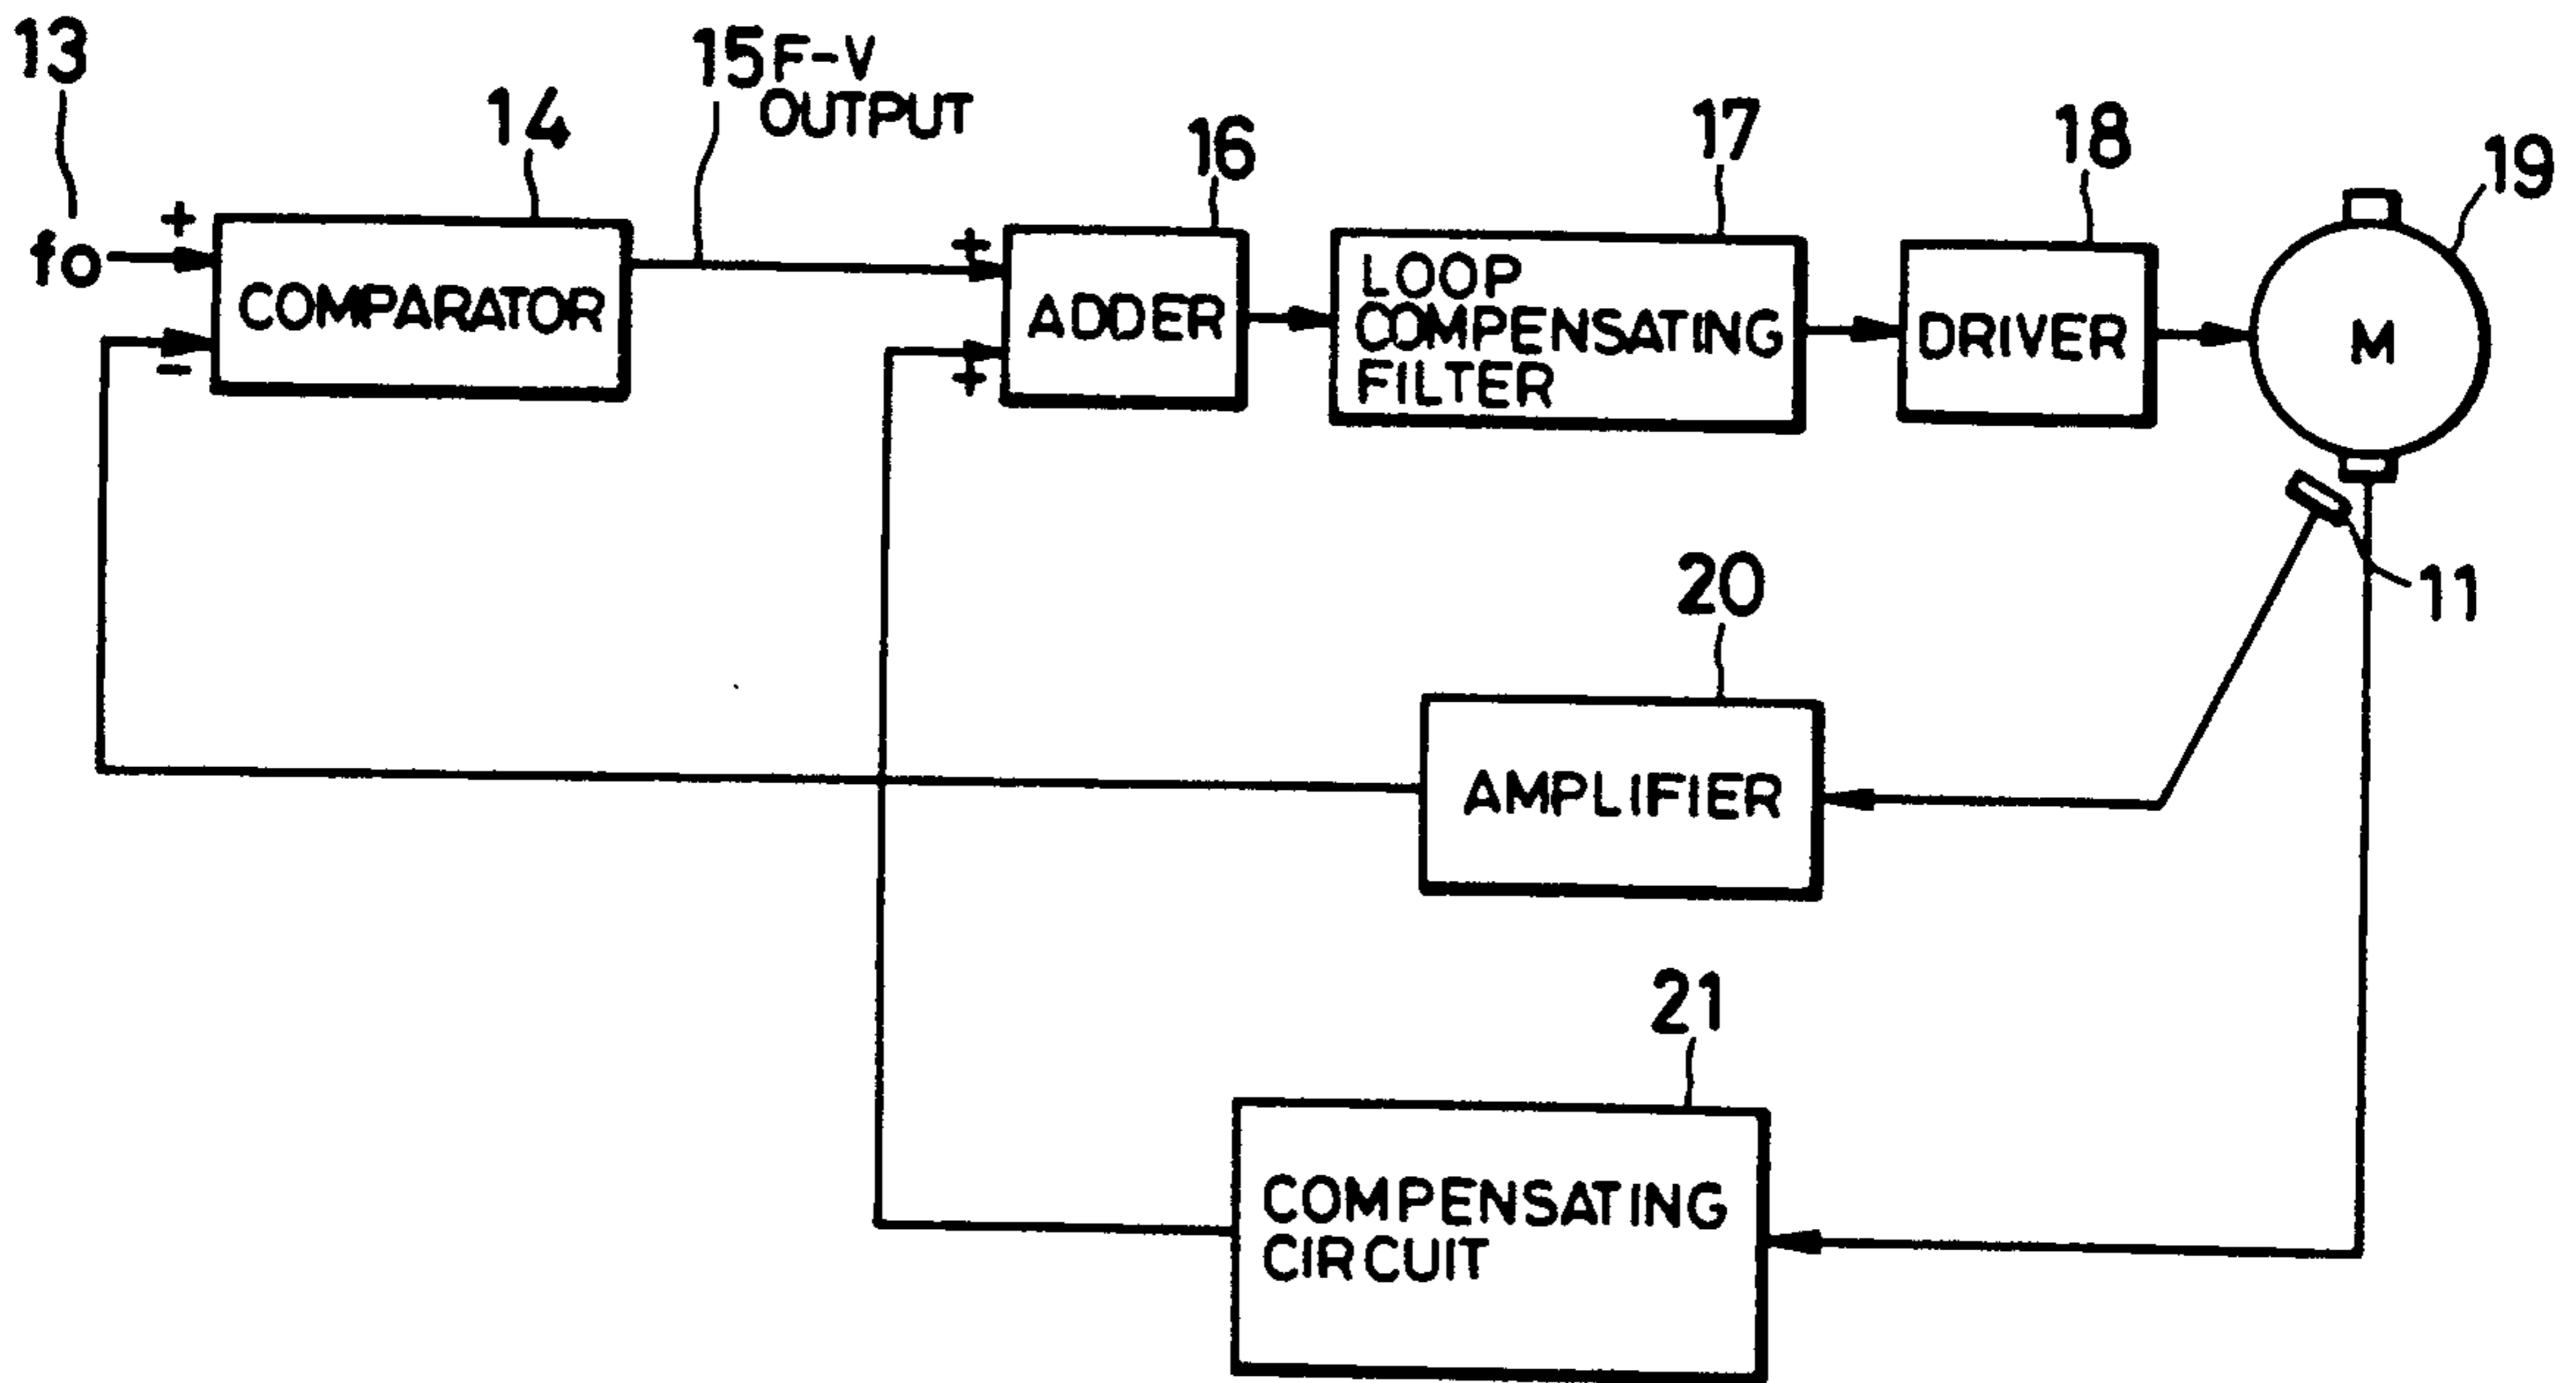 13
fo
+
-
14
COMPARATOR
15 F-V
OUTPUT
+
+
16
ADDER
17
LOOP
COMPENSATING
FILTER
18
DRIVER
19
M
11
20
AMPLIFIER
21
COMPENSATING
CIRCUIT